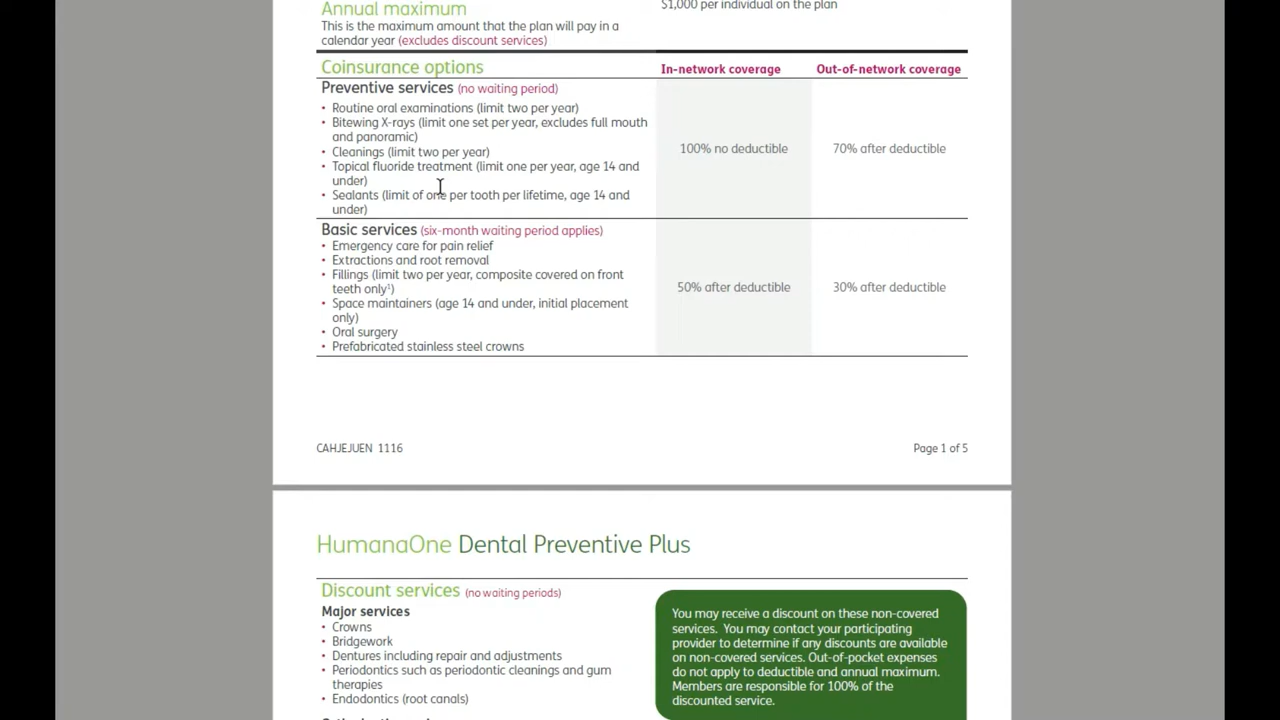 Annual maximum
$1,000 per individual on the plan
This is the maximum amount that the plan will pay in a
calendar year (excludes discount services)
Coinsurance options
In-network coverage
Out-of-network coverage
Preventive services (no waiting period)
• Routine oral examinations (limit two per year)
• Bitewing X-rays (limit one set per year, excludes full mouth
and panoramic)
• Cleanings (limit two per year)
• Topical fluoride treatment (limit one per year, age 14 and
under)
• Sealants (limit of one per tooth per lifetime, age 14 and
under)
100% no deductible
70% after deductible
Basic services (six-month waiting period applies)
• Emergency care for pain relief
• Extractions and root removal
• Fillings (limit two per year, composite covered on front
teeth only¹)
• Space maintainers (age 14 and under, initial placement
only)
• Oral surgery
• Prefabricated stainless steel crowns
50% after deductible
30% after deductible
CAHJEJUEN 1116
Page 1 of 5
HumanaOne Dental Preventive Plus
Discount services (no waiting periods)
Major services
• Crowns
• Bridgework
• Dentures including repair and adjustments
• Periodontics such as periodontic cleanings and gum
therapies
• Endodontics (root canals)
You may receive a discount on these non-covered
services. You may contact your participating
provider to determine if any discounts are available
on non-covered services. Out-of-pocket expenses
do not apply to deductible and annual maximum.
Members are responsible for 100% of the
discounted service.